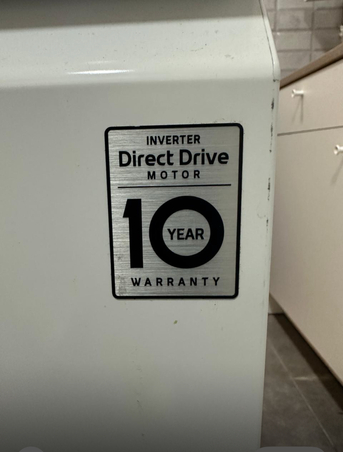 INVERTER
Direct Drive
MOTOR
10
YEAR
WARRANTY